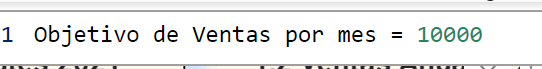 1 Objetivo de Ventas por mes = 10000